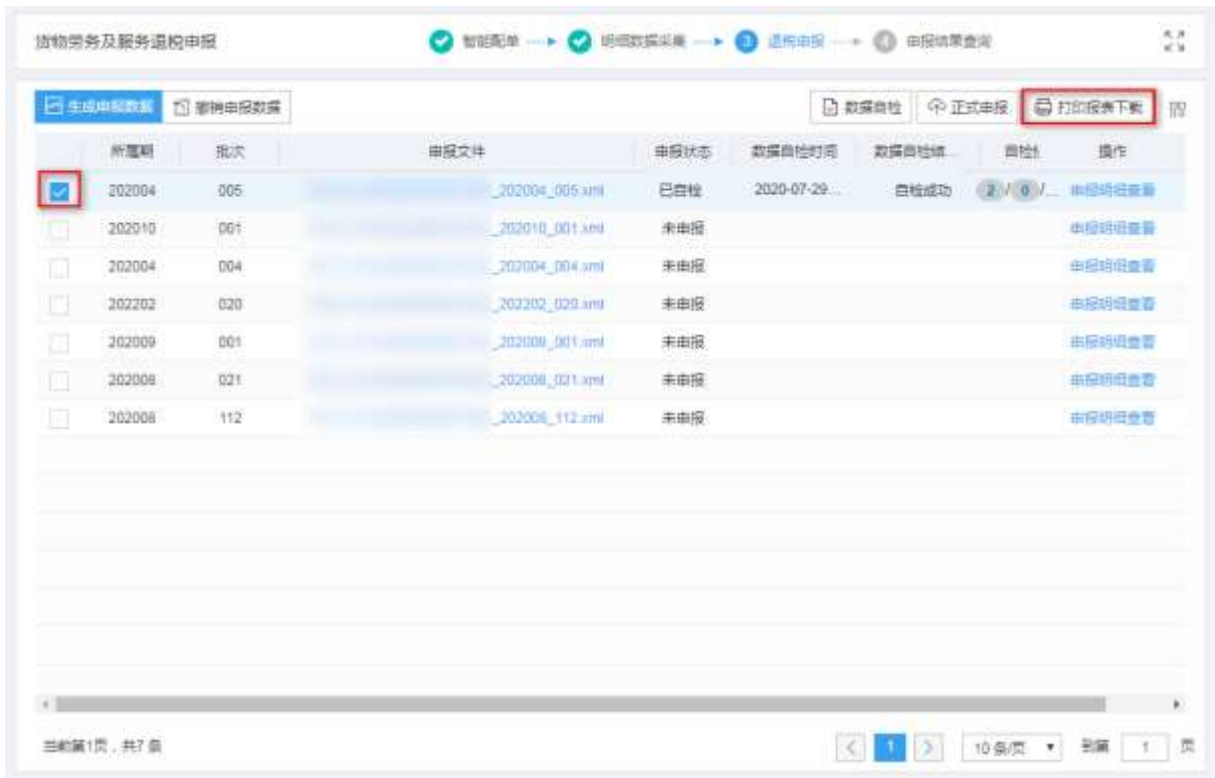 货物劳务及服务退税申报 智能配单 明细数据采集 3 退税申报 4 申报结果查询
生成申报数据 撤销申报数据 数据自检 正式申报 打印报表下载
所属期 批次 申报文件 申报状态 数据自检时间 数据自检结... 自检 操作
202004 005 _202004_005.xml 已自检 2020-07-29... 自检成功 2 / 0 /... 申报明细查看
202010 001 _202010_001.xml 未申报 申报明细查看
202004 004 _202004_004.xml 未申报 申报明细查看
202202 020 _202202_020.xml 未申报 申报明细查看
202009 001 _202009_001.xml 未申报 申报明细查看
202008 021 _202008_021.xml 未申报 申报明细查看
202008 112 _202008_112.xml 未申报 申报明细查看
当前第1页，共7 条 < 1 > 10 条/页 到第 1 页